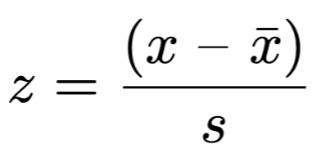 z = (x − x̄) / s